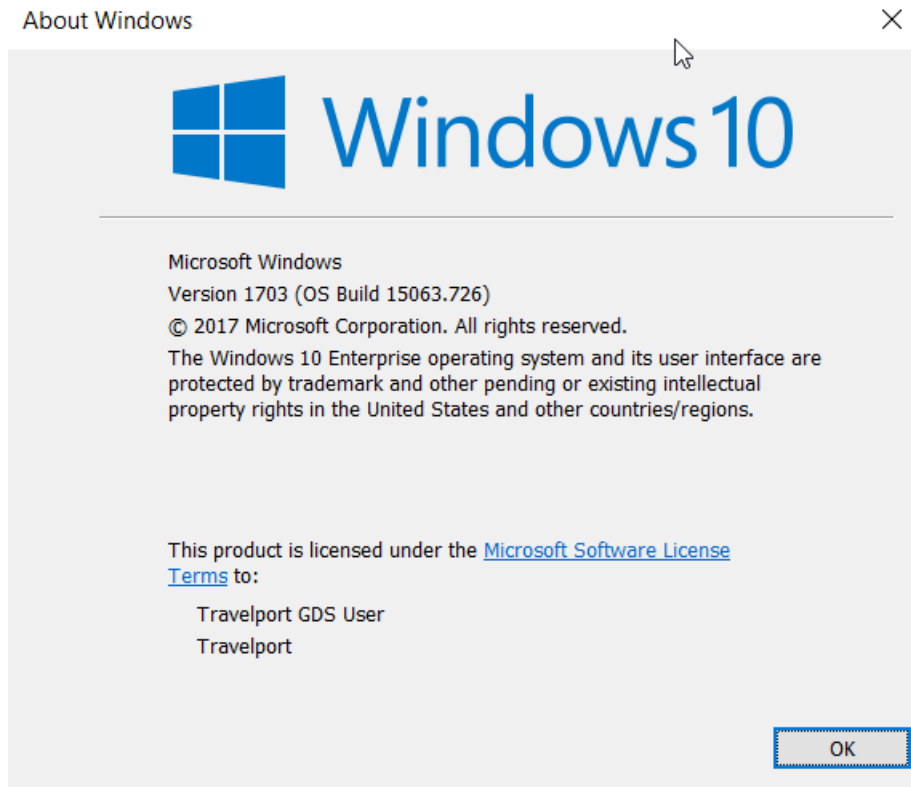 About Windows
Windows 10
Microsoft Windows
Version 1703 (OS Build 15063.726)
© 2017 Microsoft Corporation. All rights reserved.
The Windows 10 Enterprise operating system and its user interface are
protected by trademark and other pending or existing intellectual
property rights in the United States and other countries/regions.
This product is licensed under the Microsoft Software License
Terms to:
Travelport GDS User
Travelport
OK